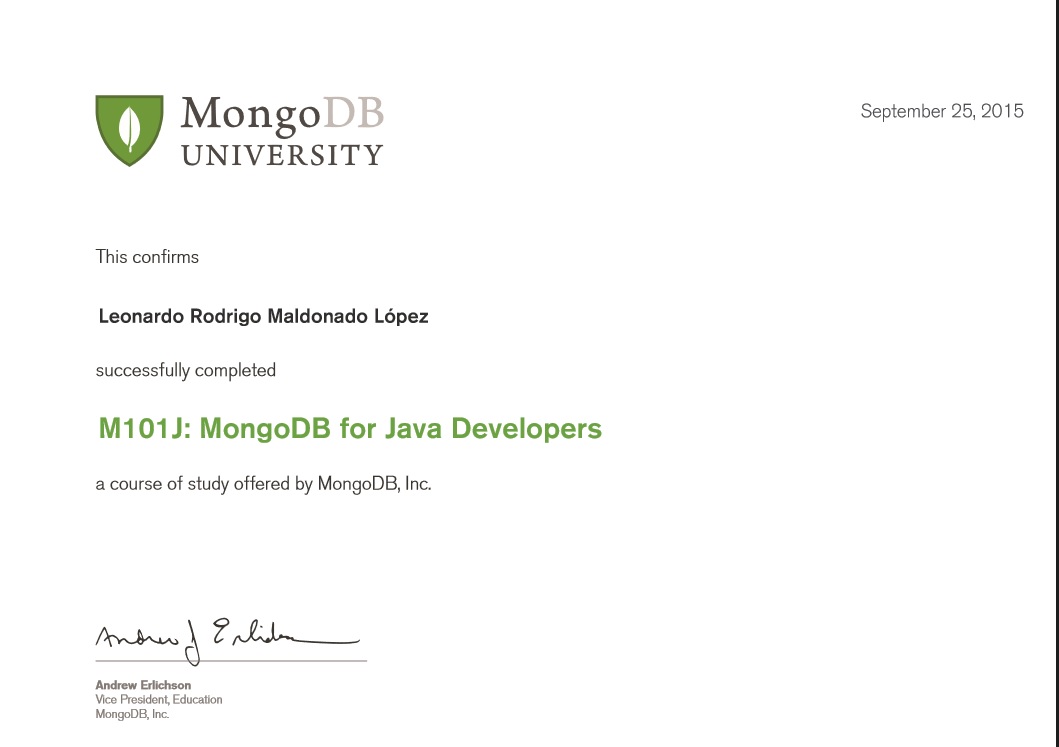 MongoDB
UNIVERSITY
September 25, 2015
This confirms
Leonardo Rodrigo Maldonado López
successfully completed
M101J: MongoDB for Java Developers
a course of study offered by MongoDB, Inc.
Andrew J Erlichson
Andrew Erlichson
Vice President, Education
MongoDB, Inc.